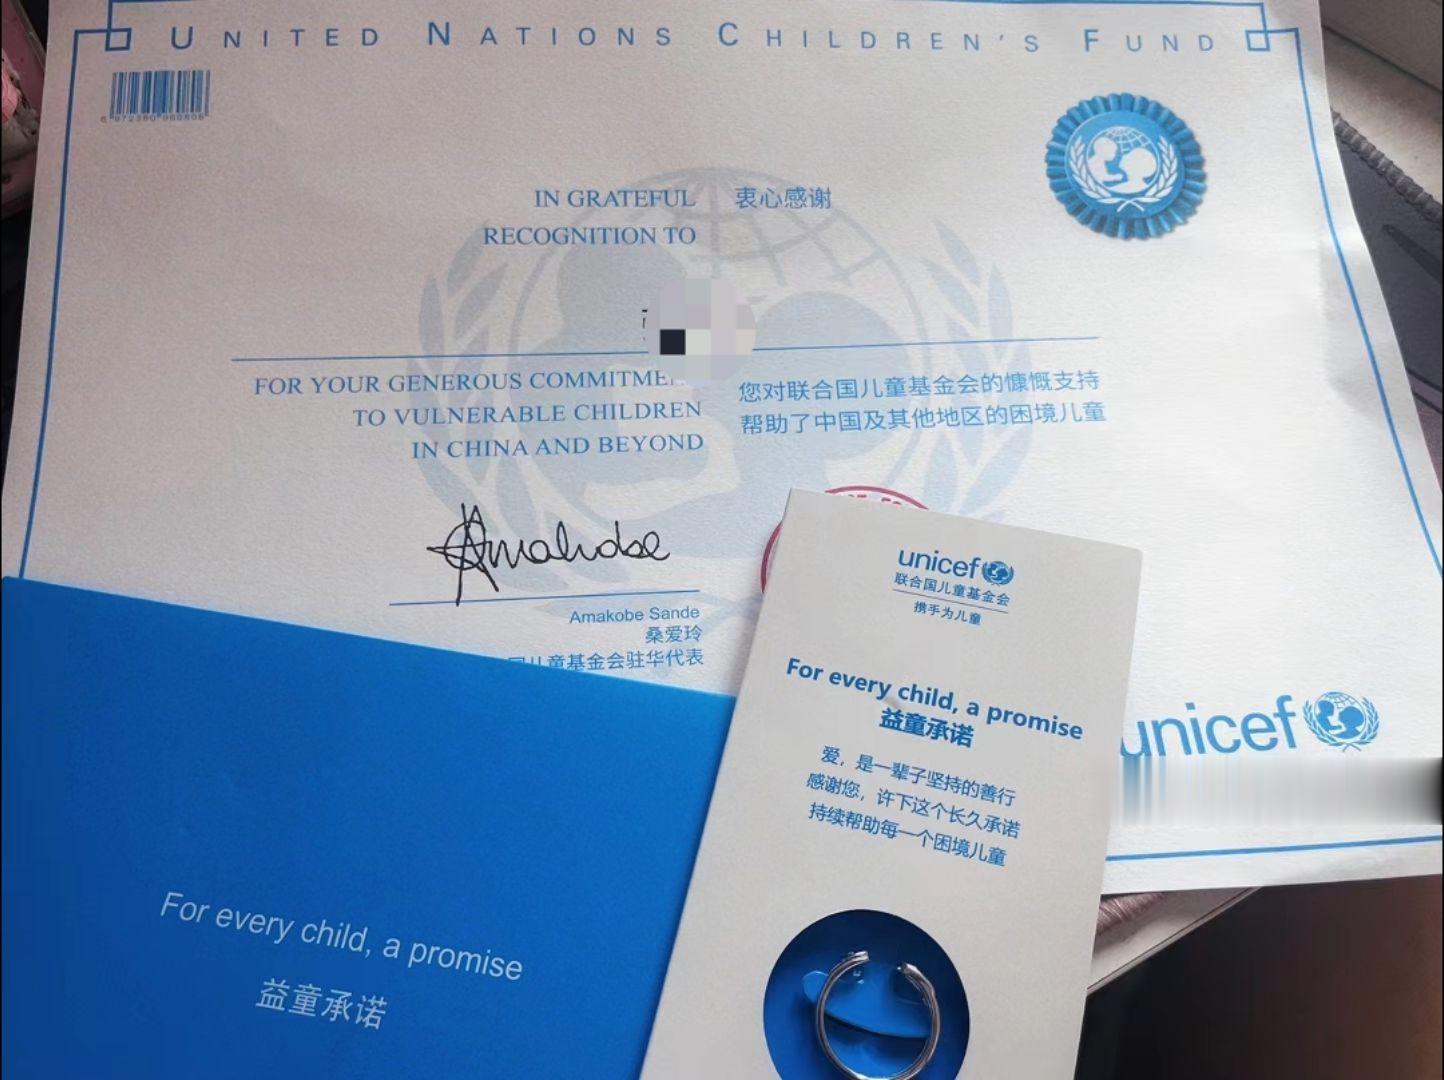 UNITED NATIONS CHILDREN'S FUND
IN GRATEFUL
RECOGNITION TO
衷心感谢
FOR YOUR GENEROUS
TO VULNERABLE CHILDREN
IN CHINA AND BEYOND
您对联合国儿童基金会的慷慨支持
帮助了中国及其他地区的困境儿童
Amakobe
Amakobe Sande
桑爱玲
儿童基金会驻华代表
unicef
联合国儿童基金会
携手为儿童
For every child, a promise
益童承诺
爱，是一辈子坚持的善行
感谢您，许下这个长久承诺
持续帮助每一个困境儿童
unicef
For every child, a promise
益童承诺